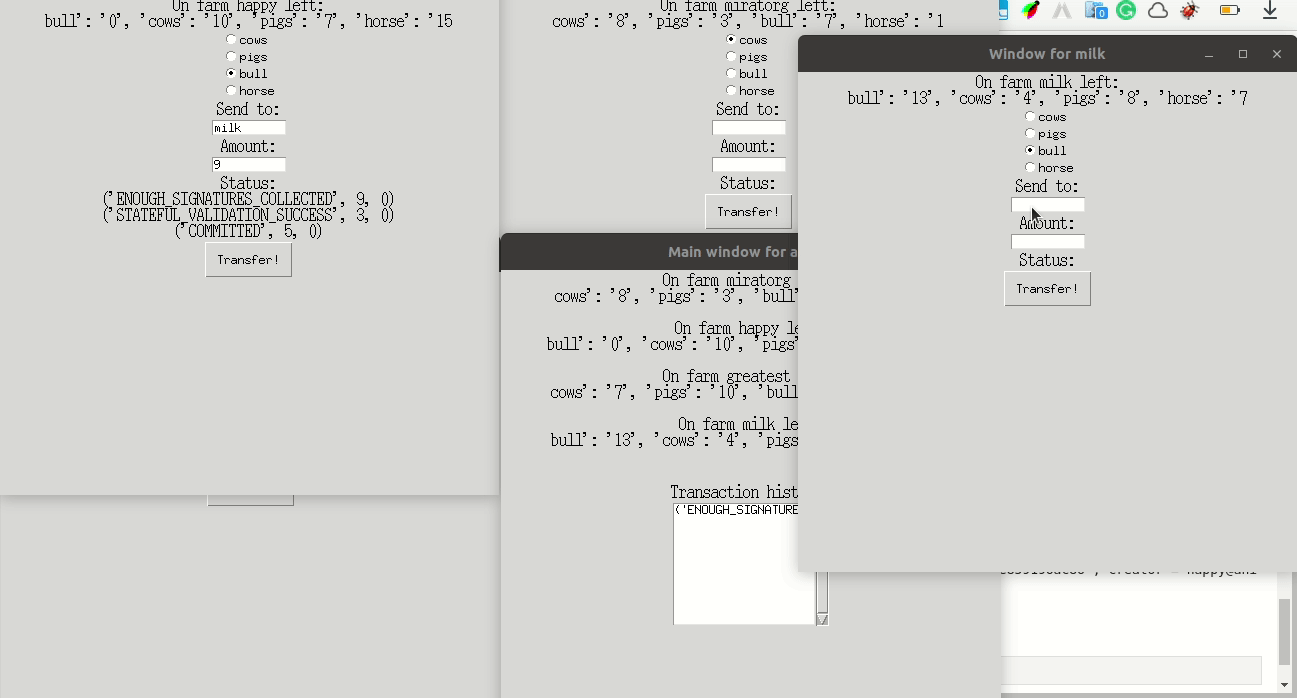 On farm happy left:
bull': '0', 'cows': '10', 'pigs': '7', 'horse': '15
cows
pigs
bull
horse
Send to:
milk
Amount:
9
Status:
('ENOUGH_SIGNATURES_COLLECTED', 9, 0)
('STATEFUL_VALIDATION_SUCCESS', 3, 0)
('COMMITTED', 5, 0)
Transfer!
On farm miratorg left:
cows': '8', 'pigs': '3', 'bull': '7', 'horse': '1
cows
pigs
bull
horse
Send to:
Amount:
Status:
Transfer!
Window for milk
On farm milk left:
bull': '13', 'cows': '4', 'pigs': '8', 'horse': '7
cows
pigs
bull
horse
Send to:
Amount:
Status:
Transfer!
Main window for a
On farm miratorg
cows': '8', 'pigs': '3', 'bull'
On farm happy le
bull': '0', 'cows': '10', 'pigs'
On farm greatest
cows': '7', 'pigs': '10', 'bull
On farm milk le
bull': '13', 'cows': '4', 'pigs
Transaction hist
('ENOUGH_SIGNATURE